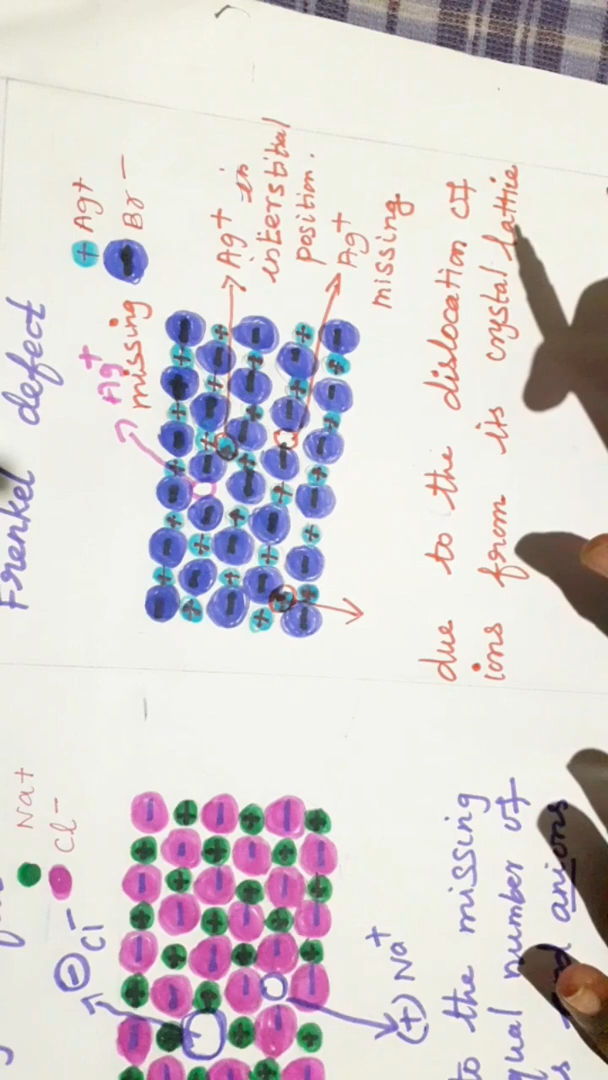 Frenkel defect
Ag+
Br-
Ag+
missing
Ag+ in
interstitial
position.
Ag+
missing
due to the dislocation of
ions from its crystal lattice
Na+
Cl-
Cl-
Na+
to the missing
number of
anions